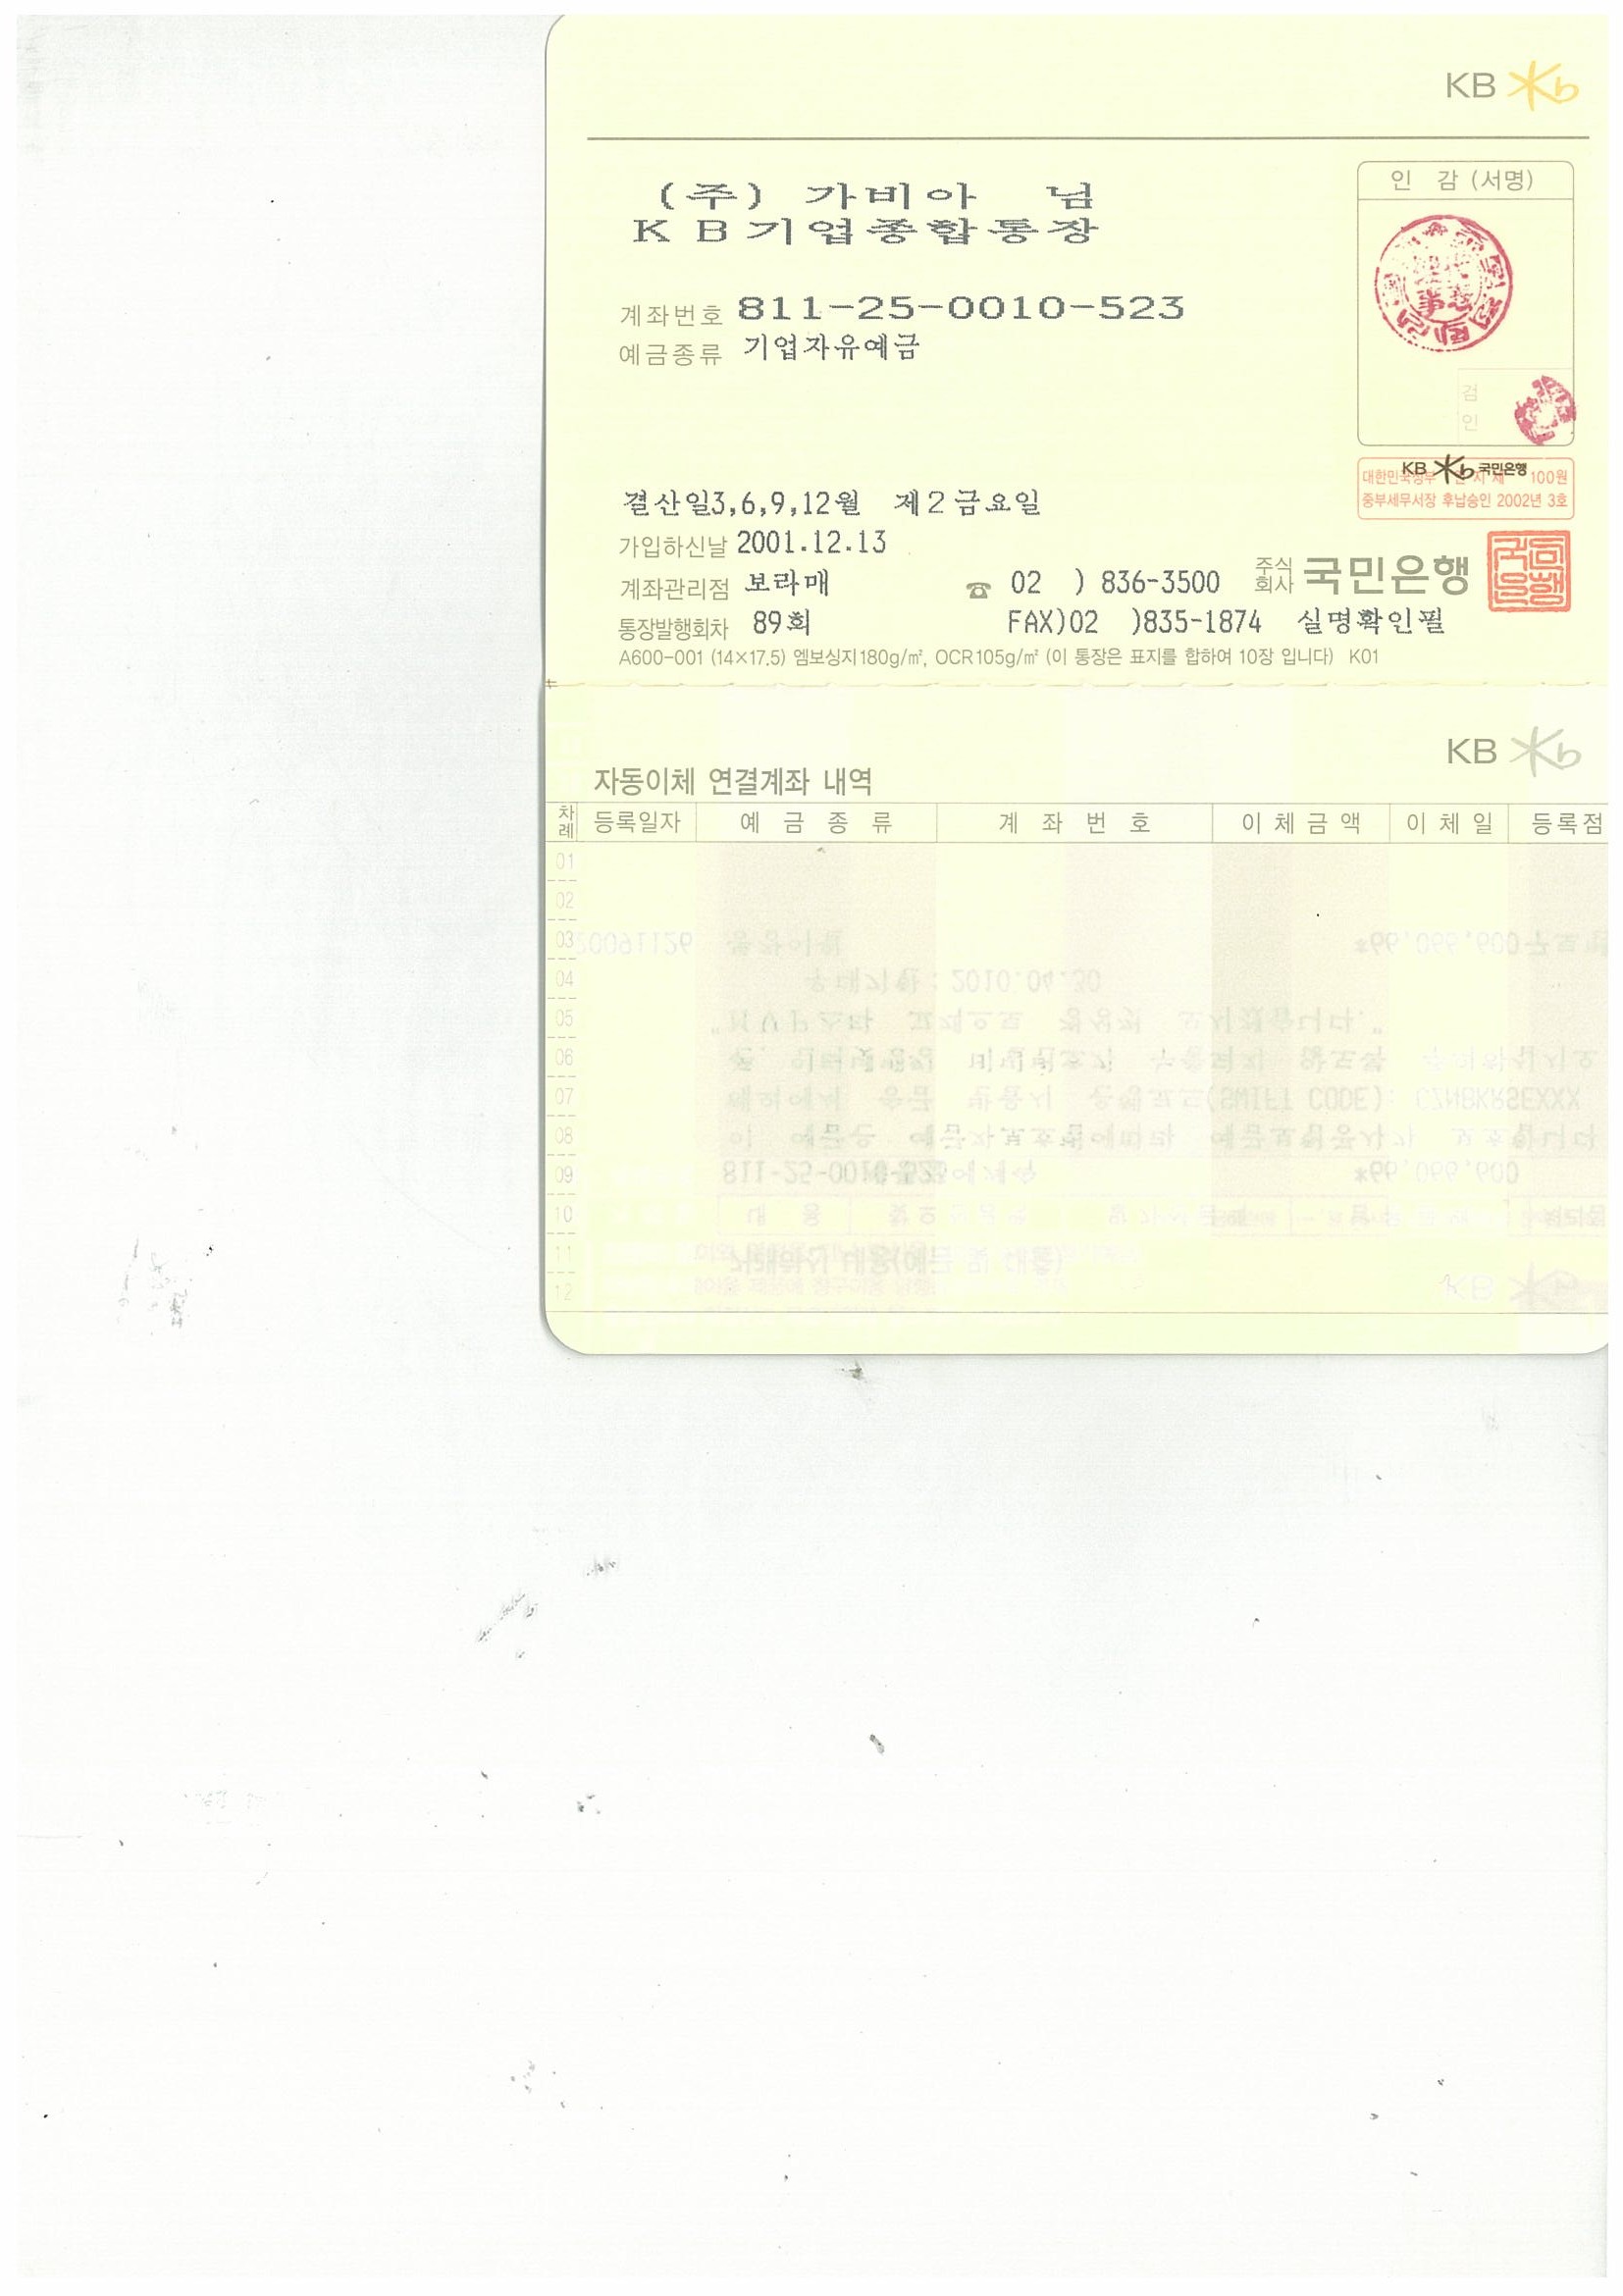 KB Kb
(주) 가비아 님
KB기업종합통장
인 감 (서명)
계좌번호 811-25-0010-523
예금종류 기업자유예금
검
인
KB Kb 국민은행
대한민국정부 인지세 100원
중부세무서장 후납승인 2002년 3호
결산일3,6,9,12월 제2금요일
가입하신날 2001.12.13
계좌관리점 보라매 ☎ 02 ) 836-3500 주식회사 국민은행
통장발행회차 89회 FAX)02 )835-1874 실명확인필
A600-001 (14×17.5) 엠보싱지180g/㎡, OCR105g/㎡ (이 통장은 표지를 합하여 10장 입니다) K01
KB Kb
자동이체 연결계좌 내역
차례 등록일자 예금종류 계좌번호 이체금액 이체일 등록점
01
02
03
04
05
06
07
08
09
10
11
12